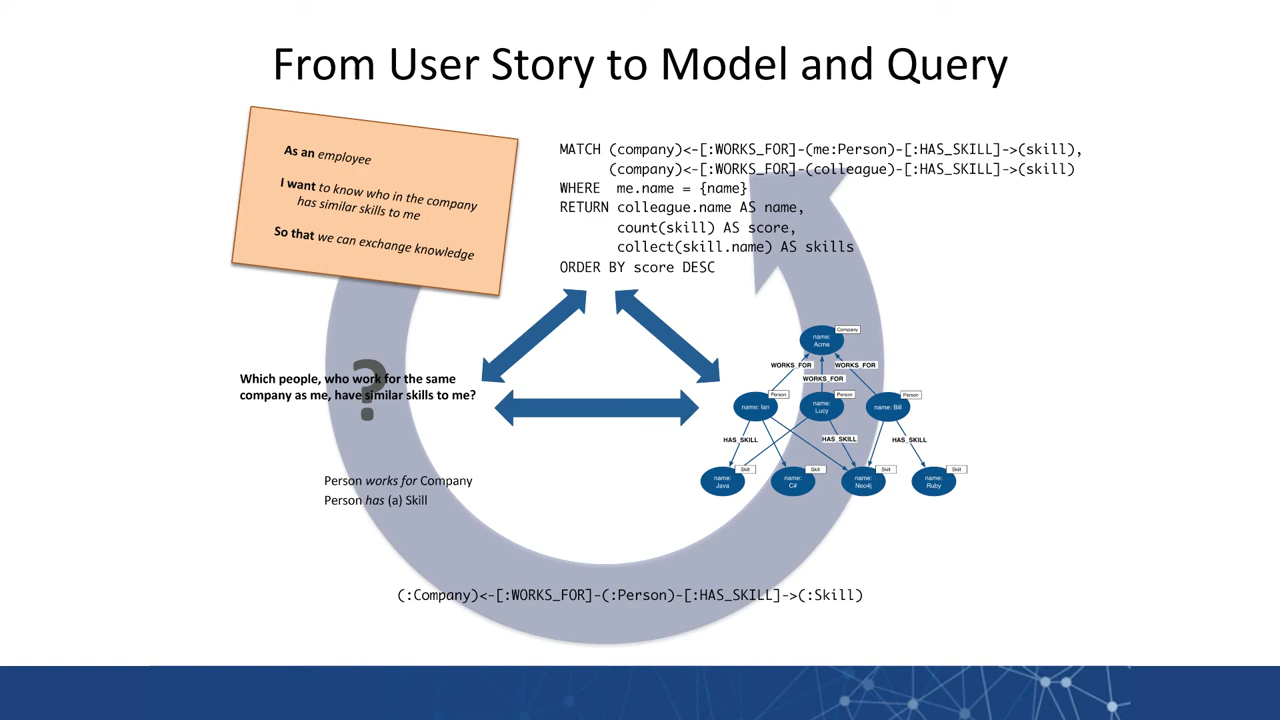 From User Story to Model and Query
As an employee
I want to know who in the company
has similar skills to me
So that we can exchange knowledge
MATCH (company)<-[:WORKS_FOR]-(me:Person)-[:HAS_SKILL]->(skill),
(company)<-[:WORKS_FOR]-(colleague)-[:HAS_SKILL]->(skill)
WHERE me.name = {name}
RETURN colleague.name AS name,
count(skill) AS score,
collect(skill.name) AS skills
ORDER BY score DESC
?
Which people, who work for the same
company as me, have similar skills to me?
Person works for Company
Person has (a) Skill
Company
name:
Acme
WORKS_FOR
WORKS_FOR
WORKS_FOR
Person
name: Ian
Person
name:
Lucy
Person
name: Bill
HAS_SKILL
HAS_SKILL
HAS_SKILL
Skill
name:
Java
Skill
name:
C#
Skill
name:
Neo4j
Skill
name:
Ruby
(:Company)<-[:WORKS_FOR]-(:Person)-[:HAS_SKILL]->(:Skill)